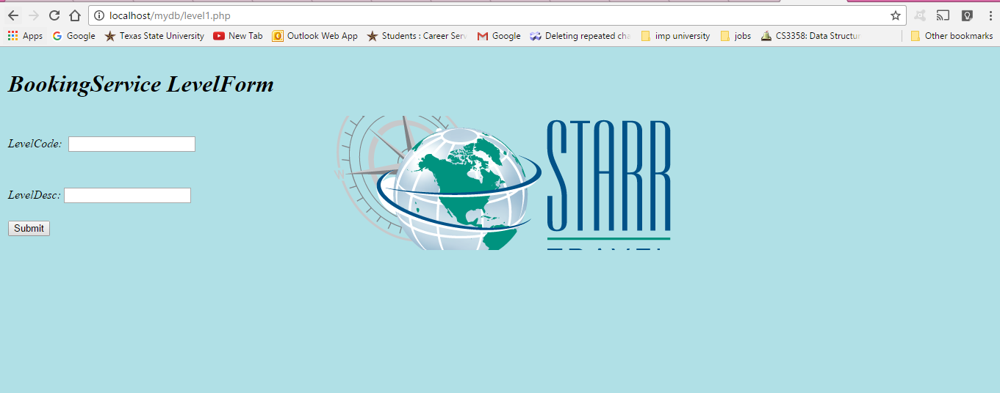 localhost/mydb/level1.php
Apps Google Texas State University New Tab Outlook Web App Students : Career Serv Google Deleting repeated cha imp university jobs CS3358: Data Structur Other bookmarks
BookingService LevelForm
STARR
TRAVEL
LevelCode:
LevelDesc:
Submit